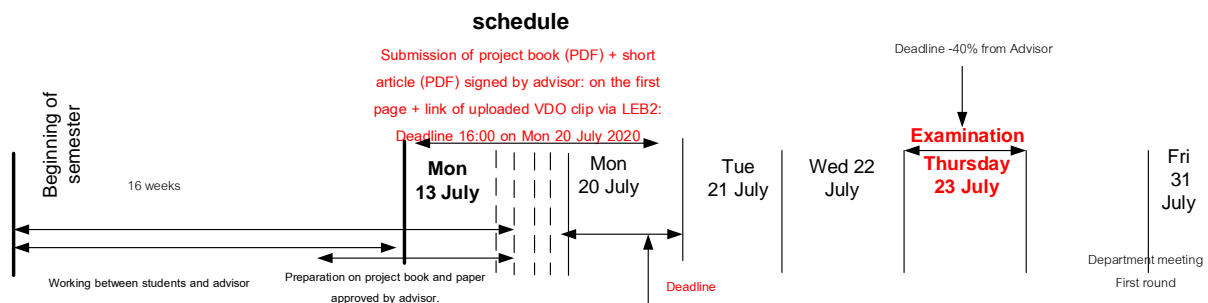 schedule
Submission of project book (PDF) + short
article (PDF) signed by advisor: on the first
page + link of uploaded VDO clip via LEB2:
Deadline 16:00 on Mon 20 July 2020
Deadline -40% from Advisor
Beginning of
semester
16 weeks
Mon
13 July
Mon
20 July
Tue
21 July
Wed 22
July
Examination
Thursday
23 July
Fri
31
July
Working between students and advisor
Preparation on project book and paper
approved by advisor.
Deadline
Department meeting
First round